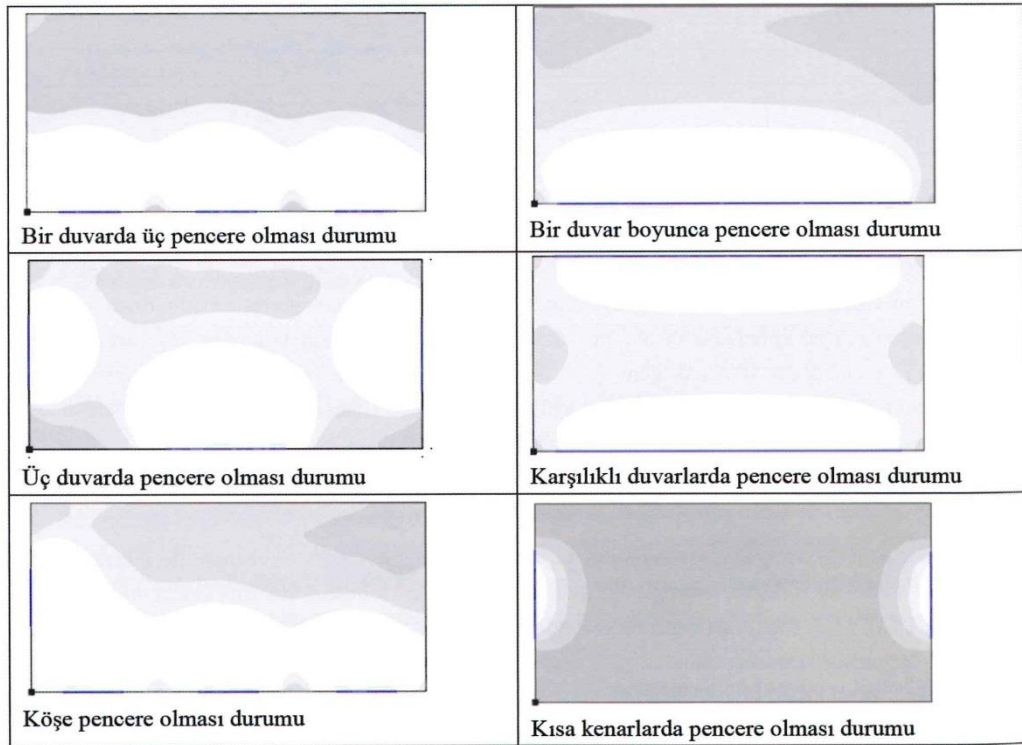 Bir duvarda üç pencere olması durumu
Bir duvar boyunca pencere olması durumu
Üç duvarda pencere olması durumu
Karşılıklı duvarlarda pencere olması durumu
Köşe pencere olması durumu
Kısa kenarlarda pencere olması durumu